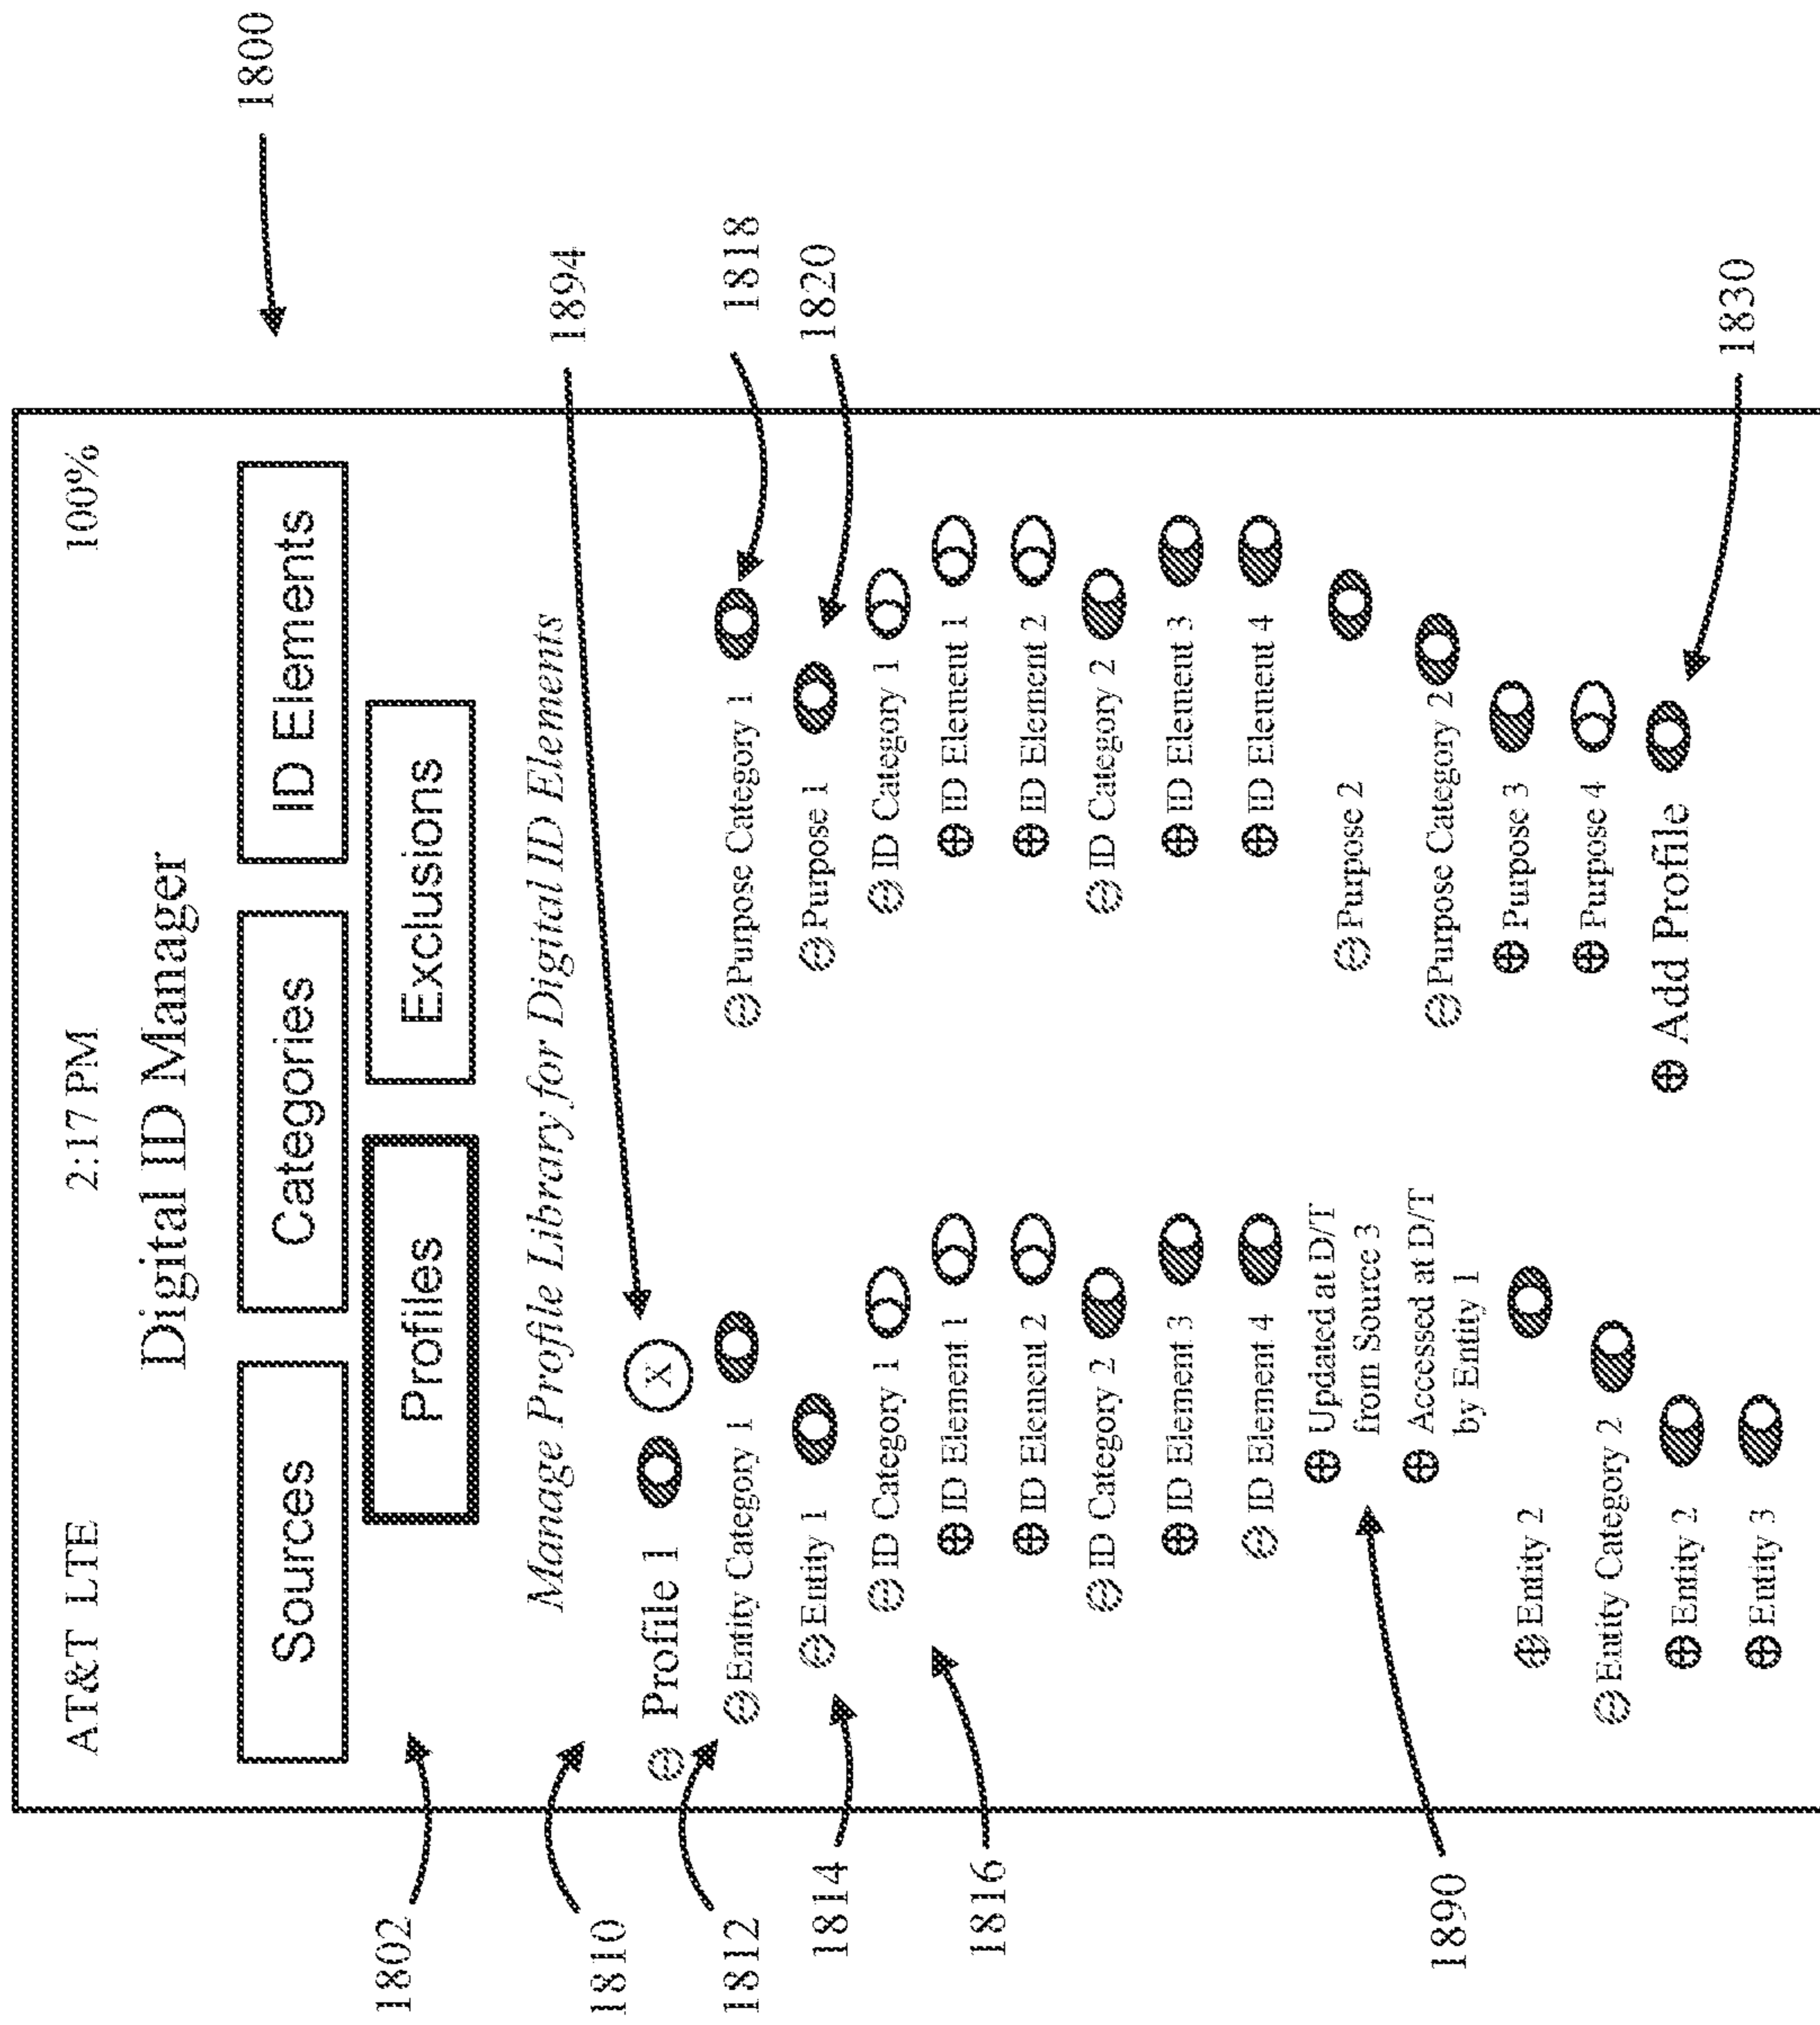 1800
AT&T LTE 2:17 PM 100%
Digital ID Manager
Sources Categories ID Elements
Profiles Exclusions
1802
Manage Profile Library for Digital ID Elements
1894
1810
Profile 1 X
1812
Entity Category 1
1814
Entity 1
1816
ID Category 1
ID Element 1
ID Element 2
ID Category 2
ID Element 3
ID Element 4
1890
Updated at D/T
from Source 3
Accessed at D/T
by Entity 1
Entity 2
Entity Category 2
Entity 2
Entity 3
1818
Purpose Category 1
1820
Purpose 1
ID Category 1
ID Element 1
ID Element 2
ID Category 2
ID Element 3
ID Element 4
Purpose 2
Purpose Category 2
Purpose 3
Purpose 4
Add Profile
1830